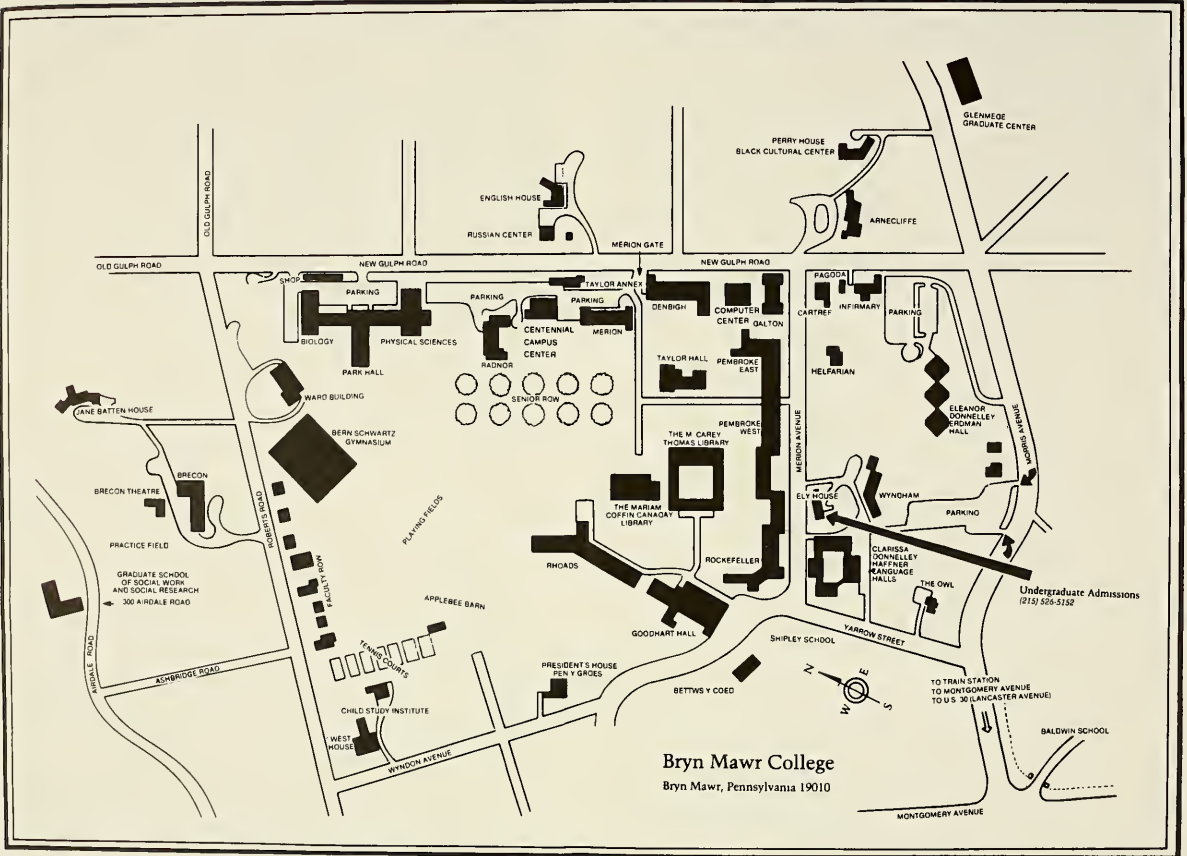 GLENMEDE
GRADUATE CENTER
PERRY HOUSE
BLACK CULTURAL CENTER
OLD GULPH ROAD
ENGLISH HOUSE
ARNECLIFFE
RUSSIAN CENTER
MERION GATE
OLD GULPH ROAD
NEW GULPH ROAD
NEW GULPH ROAD
SHOP
PARKING
TAYLOR ANNEX
PAGODA
PARKING
PARKING
DENBIGH
COMPUTER
CENTER
DALTON
CARTREF
INFIRMARY
PARKING
BIOLOGY
PHYSICAL SCIENCES
CENTENNIAL
CAMPUS
CENTER
MERION
PARK HALL
RADNOR
TAYLOR HALL
PEMBROKE
EAST
HELFARIAN
WARD BUILDING
SENIOR ROW
JANE BATTEN HOUSE
ELEANOR
DONNELLEY
ERDMAN
HALL
MORRIS AVENUE
BERN SCHWARTZ
GYMNASIUM
PEMBROKE
WEST
MERION AVENUE
THE M CAREY
THOMAS LIBRARY
BRECON
BRECON THEATRE
ROBERTS ROAD
PLAYING FIELDS
THE MARIAM
COFFIN CANADAY
LIBRARY
ELY HOUSE
WYNDHAM
PARKING
PRACTICE FIELD
GRADUATE SCHOOL
OF SOCIAL WORK
AND SOCIAL RESEARCH
300 AIRDALE ROAD
FACULTY ROW
RHOADS
ROCKEFELLER
CLARISSA
DONNELLEY
HAFFNER
LANGUAGE
HALLS
THE OWL
Undergraduate Admissions
(215) 526-5152
APPLEBEE BARN
GOODHART HALL
SHIPLEY SCHOOL
YARROW STREET
AIRDALE ROAD
ASHBRIDGE ROAD
TENNIS COURTS
PRESIDENT'S HOUSE
PEN Y GROES
BETTWS Y COED
N
E
W
S
TO TRAIN STATION
TO MONTGOMERY AVENUE
TO U S 30 (LANCASTER AVENUE)
CHILD STUDY INSTITUTE
WEST
HOUSE
WYNDON AVENUE
BALDWIN SCHOOL
Bryn Mawr College
Bryn Mawr, Pennsylvania 19010
MONTGOMERY AVENUE